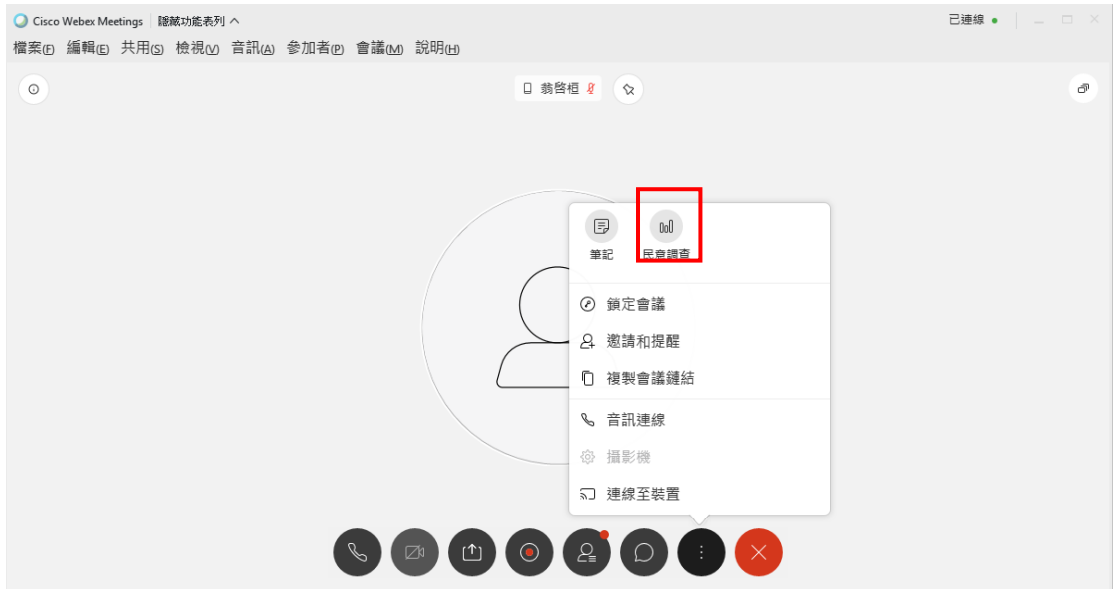 Cisco Webex Meetings 隱藏功能表列 已連線
檔案(F) 編輯(E) 共用(S) 檢視(V) 音訊(A) 參加者(P) 會議(M) 說明(H)
翁啓桓
筆記 民意調查
鎖定會議
邀請和提醒
複製會議鏈結
音訊連線
攝影機
連線至裝置